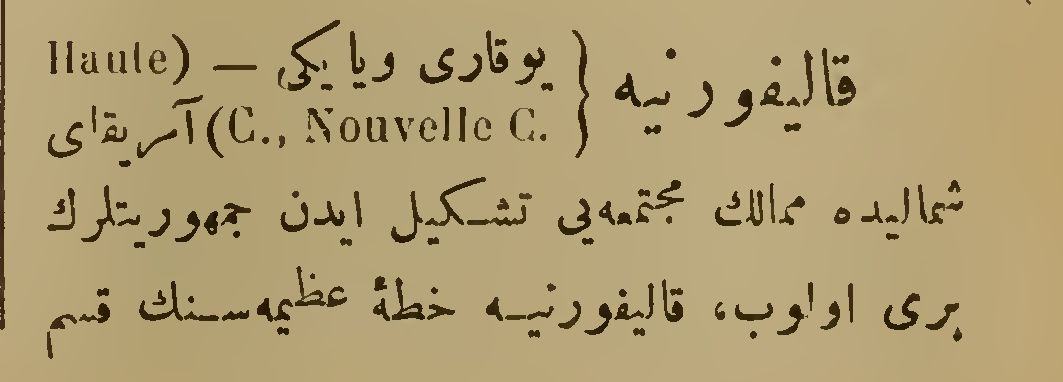 قاليفورنيه { يوقارى ويا يكى — (Haute
C., Nouvelle C.) آمريقاى
شماليده ممالك مجتمعه‌يى تشكيل ايدن جمهوريتلرك
برى اولوب، قاليفورنيه خطۀ عظيمه‌سنك قسم